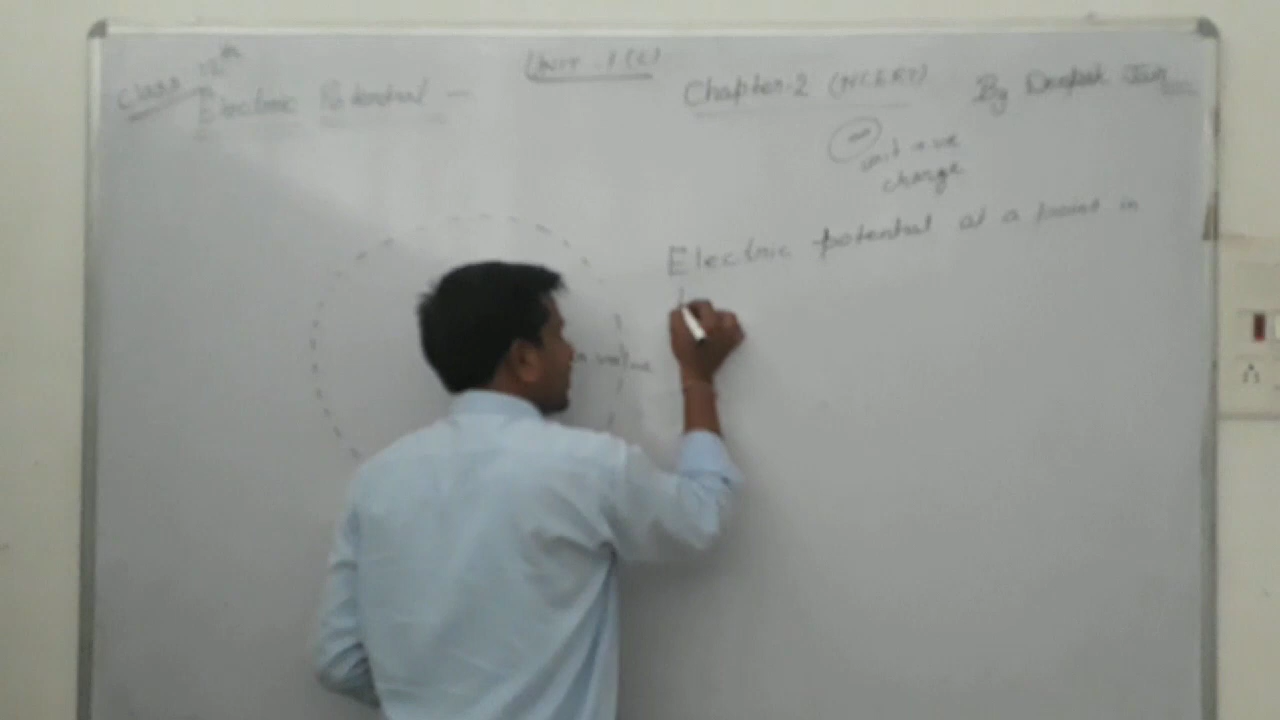 Class 12th
UNIT - 1 (C)
Electric Potential -
Chapter-2 (NCERT)
By Deepak
unit +ve
charge
Electric potential at a point in